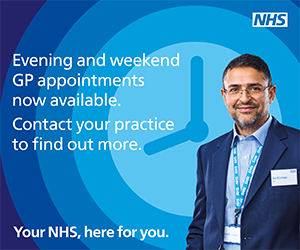 NHS
Evening and weekend
GP appointments
now available.
Contact your practice
to find out more.
Your NHS, here for you.